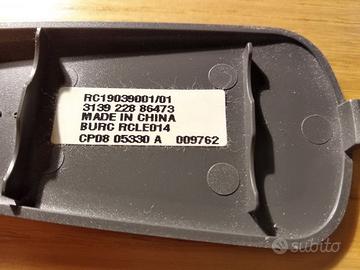 RC19039001/01
3139 228 86473
MADE IN CHINA
BURC RCLE014
CP08 05330 A 009762
subito